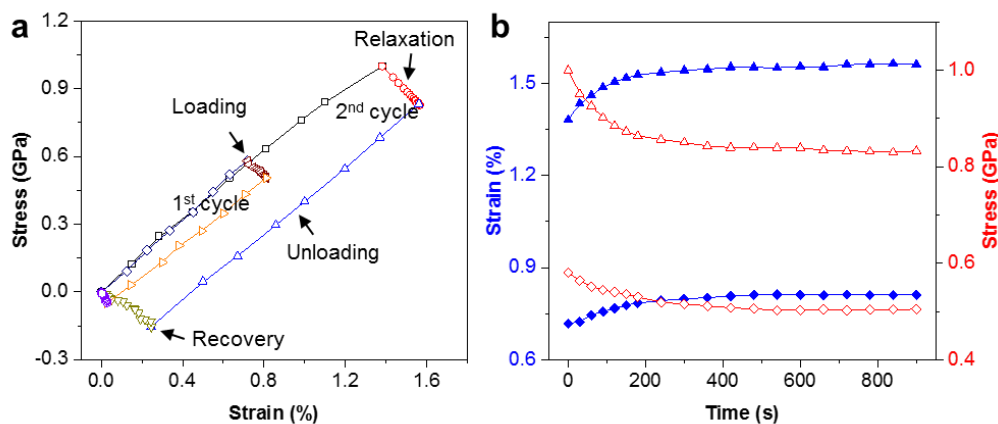 a
1.2
0.9
0.6
0.3
0.0
-0.3
Stress (GPa)
0.0 0.4 0.8 1.2 1.6
Strain (%)
Relaxation
Loading
2nd cycle
1st cycle
Unloading
Recovery
b
1.5
1.2
0.9
0.6
Strain (%)
1.0
0.8
0.6
0.4
Stress (GPa)
0 200 400 600 800
Time (s)